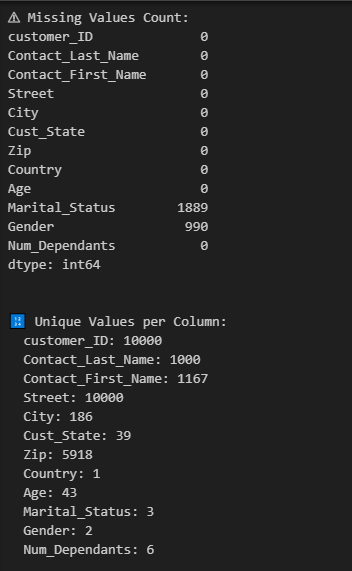 ⚠ Missing Values Count:
customer_ID 0
Contact_Last_Name 0
Contact_First_Name 0
Street 0
City 0
Cust_State 0
Zip 0
Country 0
Age 0
Marital_Status 1889
Gender 990
Num_Dependants 0
dtype: int64
🔢 Unique Values per Column:
customer_ID: 10000
Contact_Last_Name: 1000
Contact_First_Name: 1167
Street: 10000
City: 186
Cust_State: 39
Zip: 5918
Country: 1
Age: 43
Marital_Status: 3
Gender: 2
Num_Dependants: 6